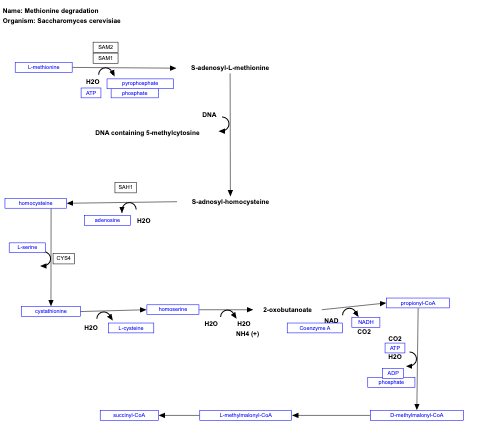 Name: Methionine degradation
Organism: Saccharomyces cerevisiae
SAM2
SAM1
L-methionine
S-adenosyl-L-methionine
H2O
pyrophosphate
ATP
phosphate
DNA
DNA containing 5-methylcytosine
SAH1
homocysteine
S-adnosyl-homocysteine
adenosine
H2O
L-serine
CYS4
cystathionine
homoserine
2-oxobutanoate
propionyl-CoA
H2O
L-cysteine
H2O
H2O
NH4 (+)
NAD
NADH
Coenzyme A
CO2
CO2
ATP
H2O
ADP
phosphate
succinyl-CoA
L-methylmalonyl-CoA
D-methylmalonyl-CoA